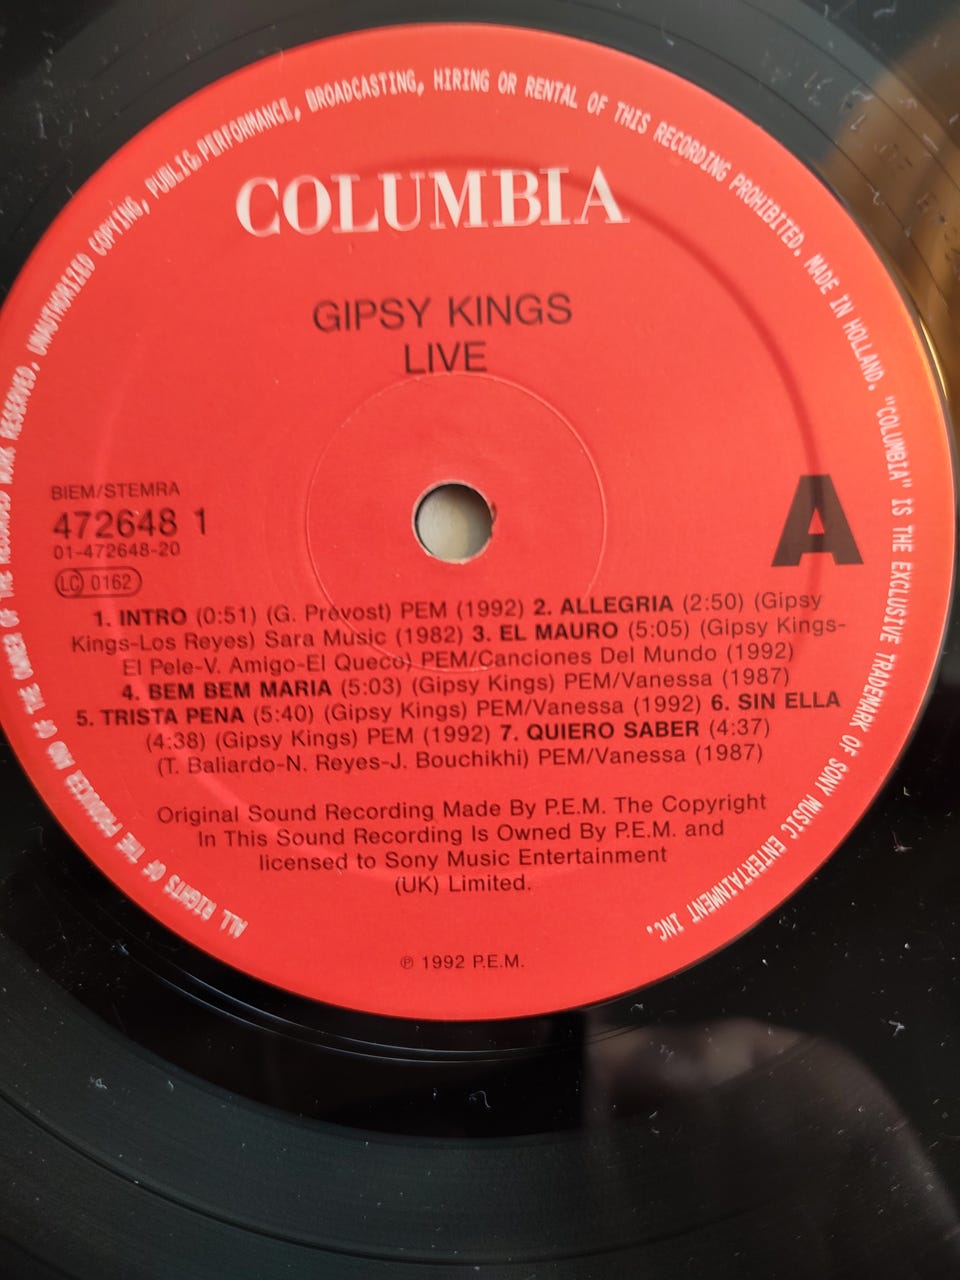 ALL RIGHTS OF THE PRODUCER AND OF THE OWNER OF THE RECORDED WORK RESERVED. UNAUTHORIZED COPYING, PUBLIC PERFORMANCE, BROADCASTING, HIRING OR RENTAL OF THIS RECORDING PROHIBITED. MADE IN HOLLAND. "COLUMBIA" IS THE EXCLUSIVE TRADEMARK OF SONY MUSIC ENTERTAINMENT INC.
COLUMBIA
GIPSY KINGS
LIVE
BIEM/STEMRA
472648 1
01-472648-20
LC 0162
A
1. INTRO (0:51) (G. Prévost) PEM (1992) 2. ALLEGRIA (2:50) (Gipsy
Kings-Los Reyes) Sara Music (1982) 3. EL MAURO (5:05) (Gipsy Kings-
El Pele-V. Amigo-El Queco) PEM/Canciones Del Mundo (1992)
4. BEM BEM MARIA (5:03) (Gipsy Kings) PEM/Vanessa (1987)
5. TRISTA PENA (5:40) (Gipsy Kings) PEM/Vanessa (1992) 6. SIN ELLA
(4:38) (Gipsy Kings) PEM (1992) 7. QUIERO SABER (4:37)
(T. Baliardo-N. Reyes-J. Bouchikhi) PEM/Vanessa (1987)
Original Sound Recording Made By P.E.M. The Copyright
In This Sound Recording Is Owned By P.E.M. and
licensed to Sony Music Entertainment
(UK) Limited.
℗ 1992 P.E.M.